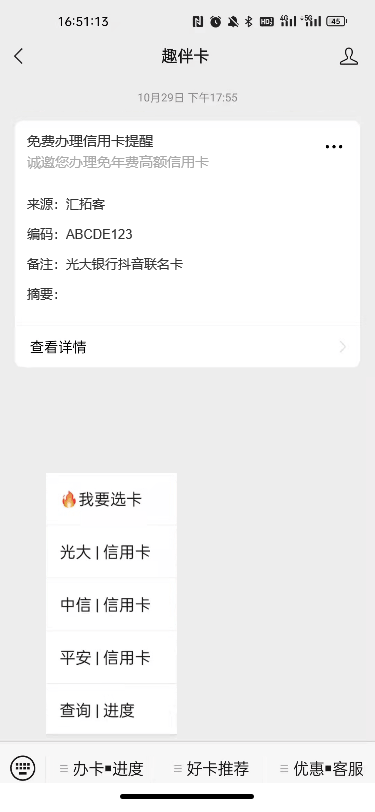 16:51:13
45
趣伴卡
10月29日 下午17:55
免费办理信用卡提醒
诚邀您办理免年费高额信用卡
来源：汇拓客
编码：ABCDE123
备注：光大银行抖音联名卡
摘要：
查看详情
🔥我要选卡
光大 | 信用卡
中信 | 信用卡
平安 | 信用卡
查询 | 进度
办卡▪进度
好卡推荐
优惠▪客服